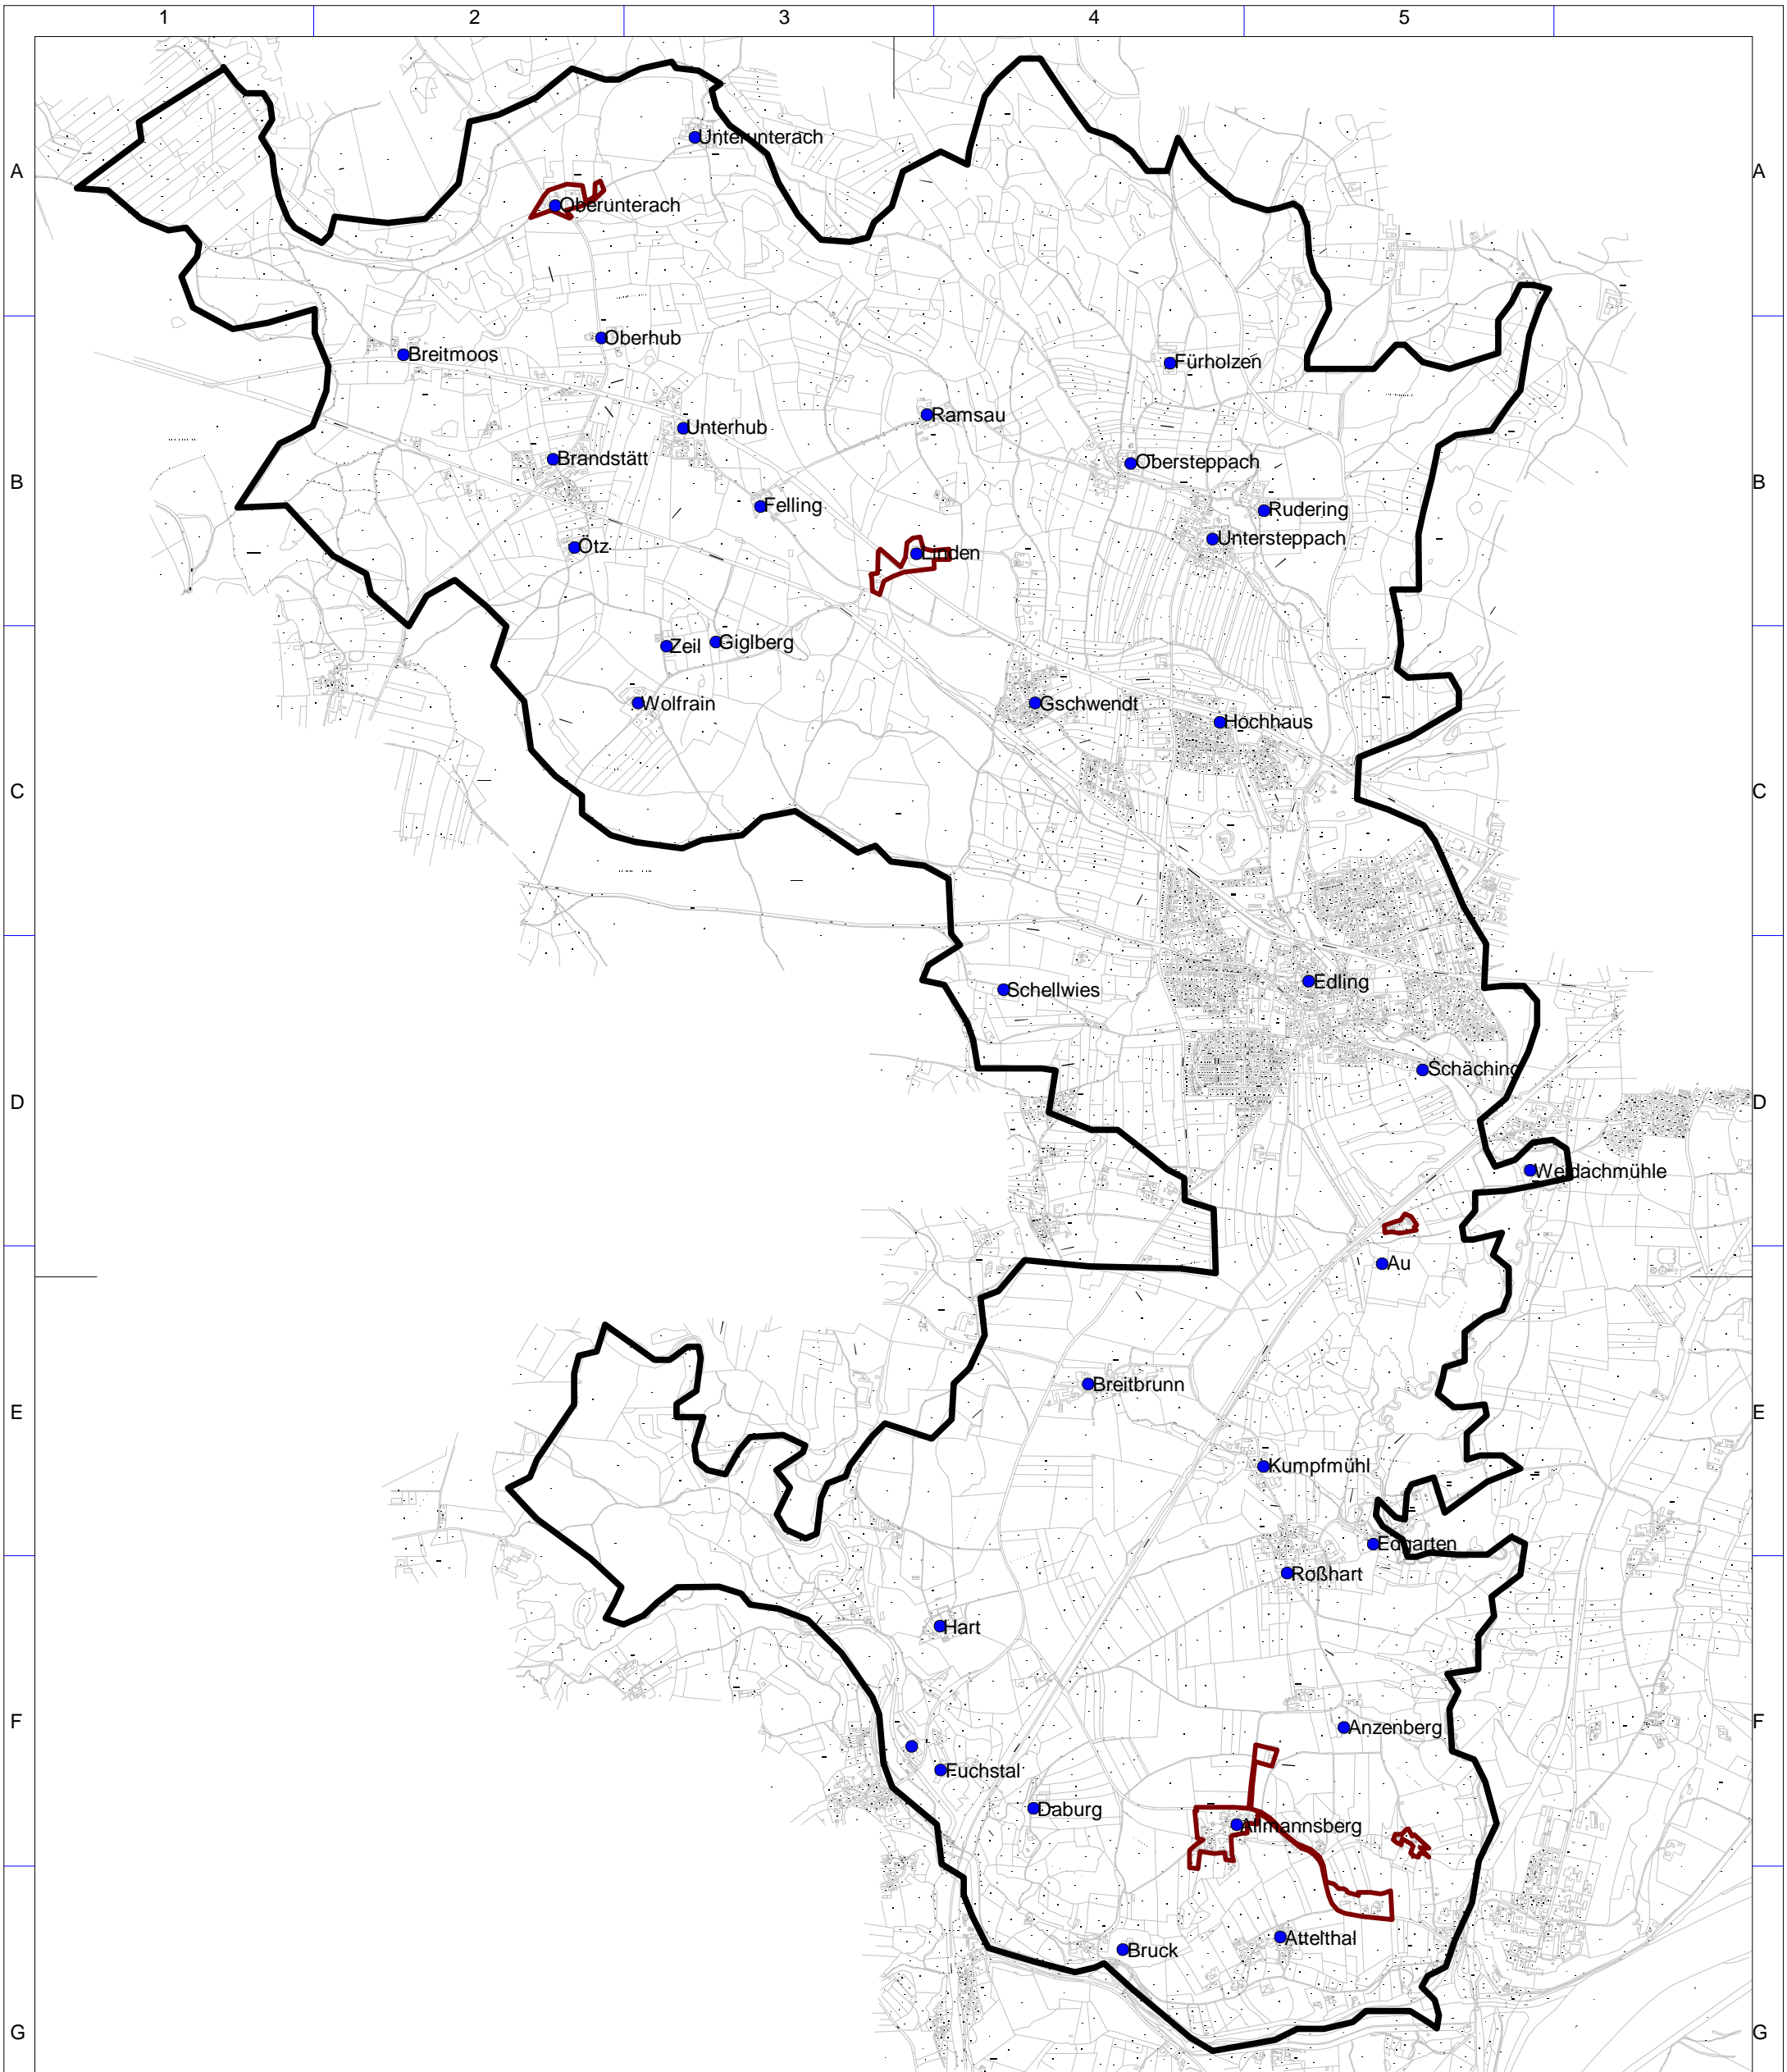 1 2 3 4 5
A A
Unterunterach
Oberunterach
Oberhub
Breitmoos
Fürholzen
Ramsau
Unterhub
Brandstätt
Obersteppach
B B
Felling
Rudering
Untersteppach
Ötz
Linden
Zeil
Giglberg
Wolfrain
Gschwendt
Hochhaus
C C
Edling
Schellwies
Schäching
D D
Weidachmühle
Au
Breitbrunn
E E
Kumpfmühl
Edgarten
Roßhart
Hart
F F
Anzenberg
Fuchstal
Daburg
Allmannsberg
Attelthal
Bruck
G G